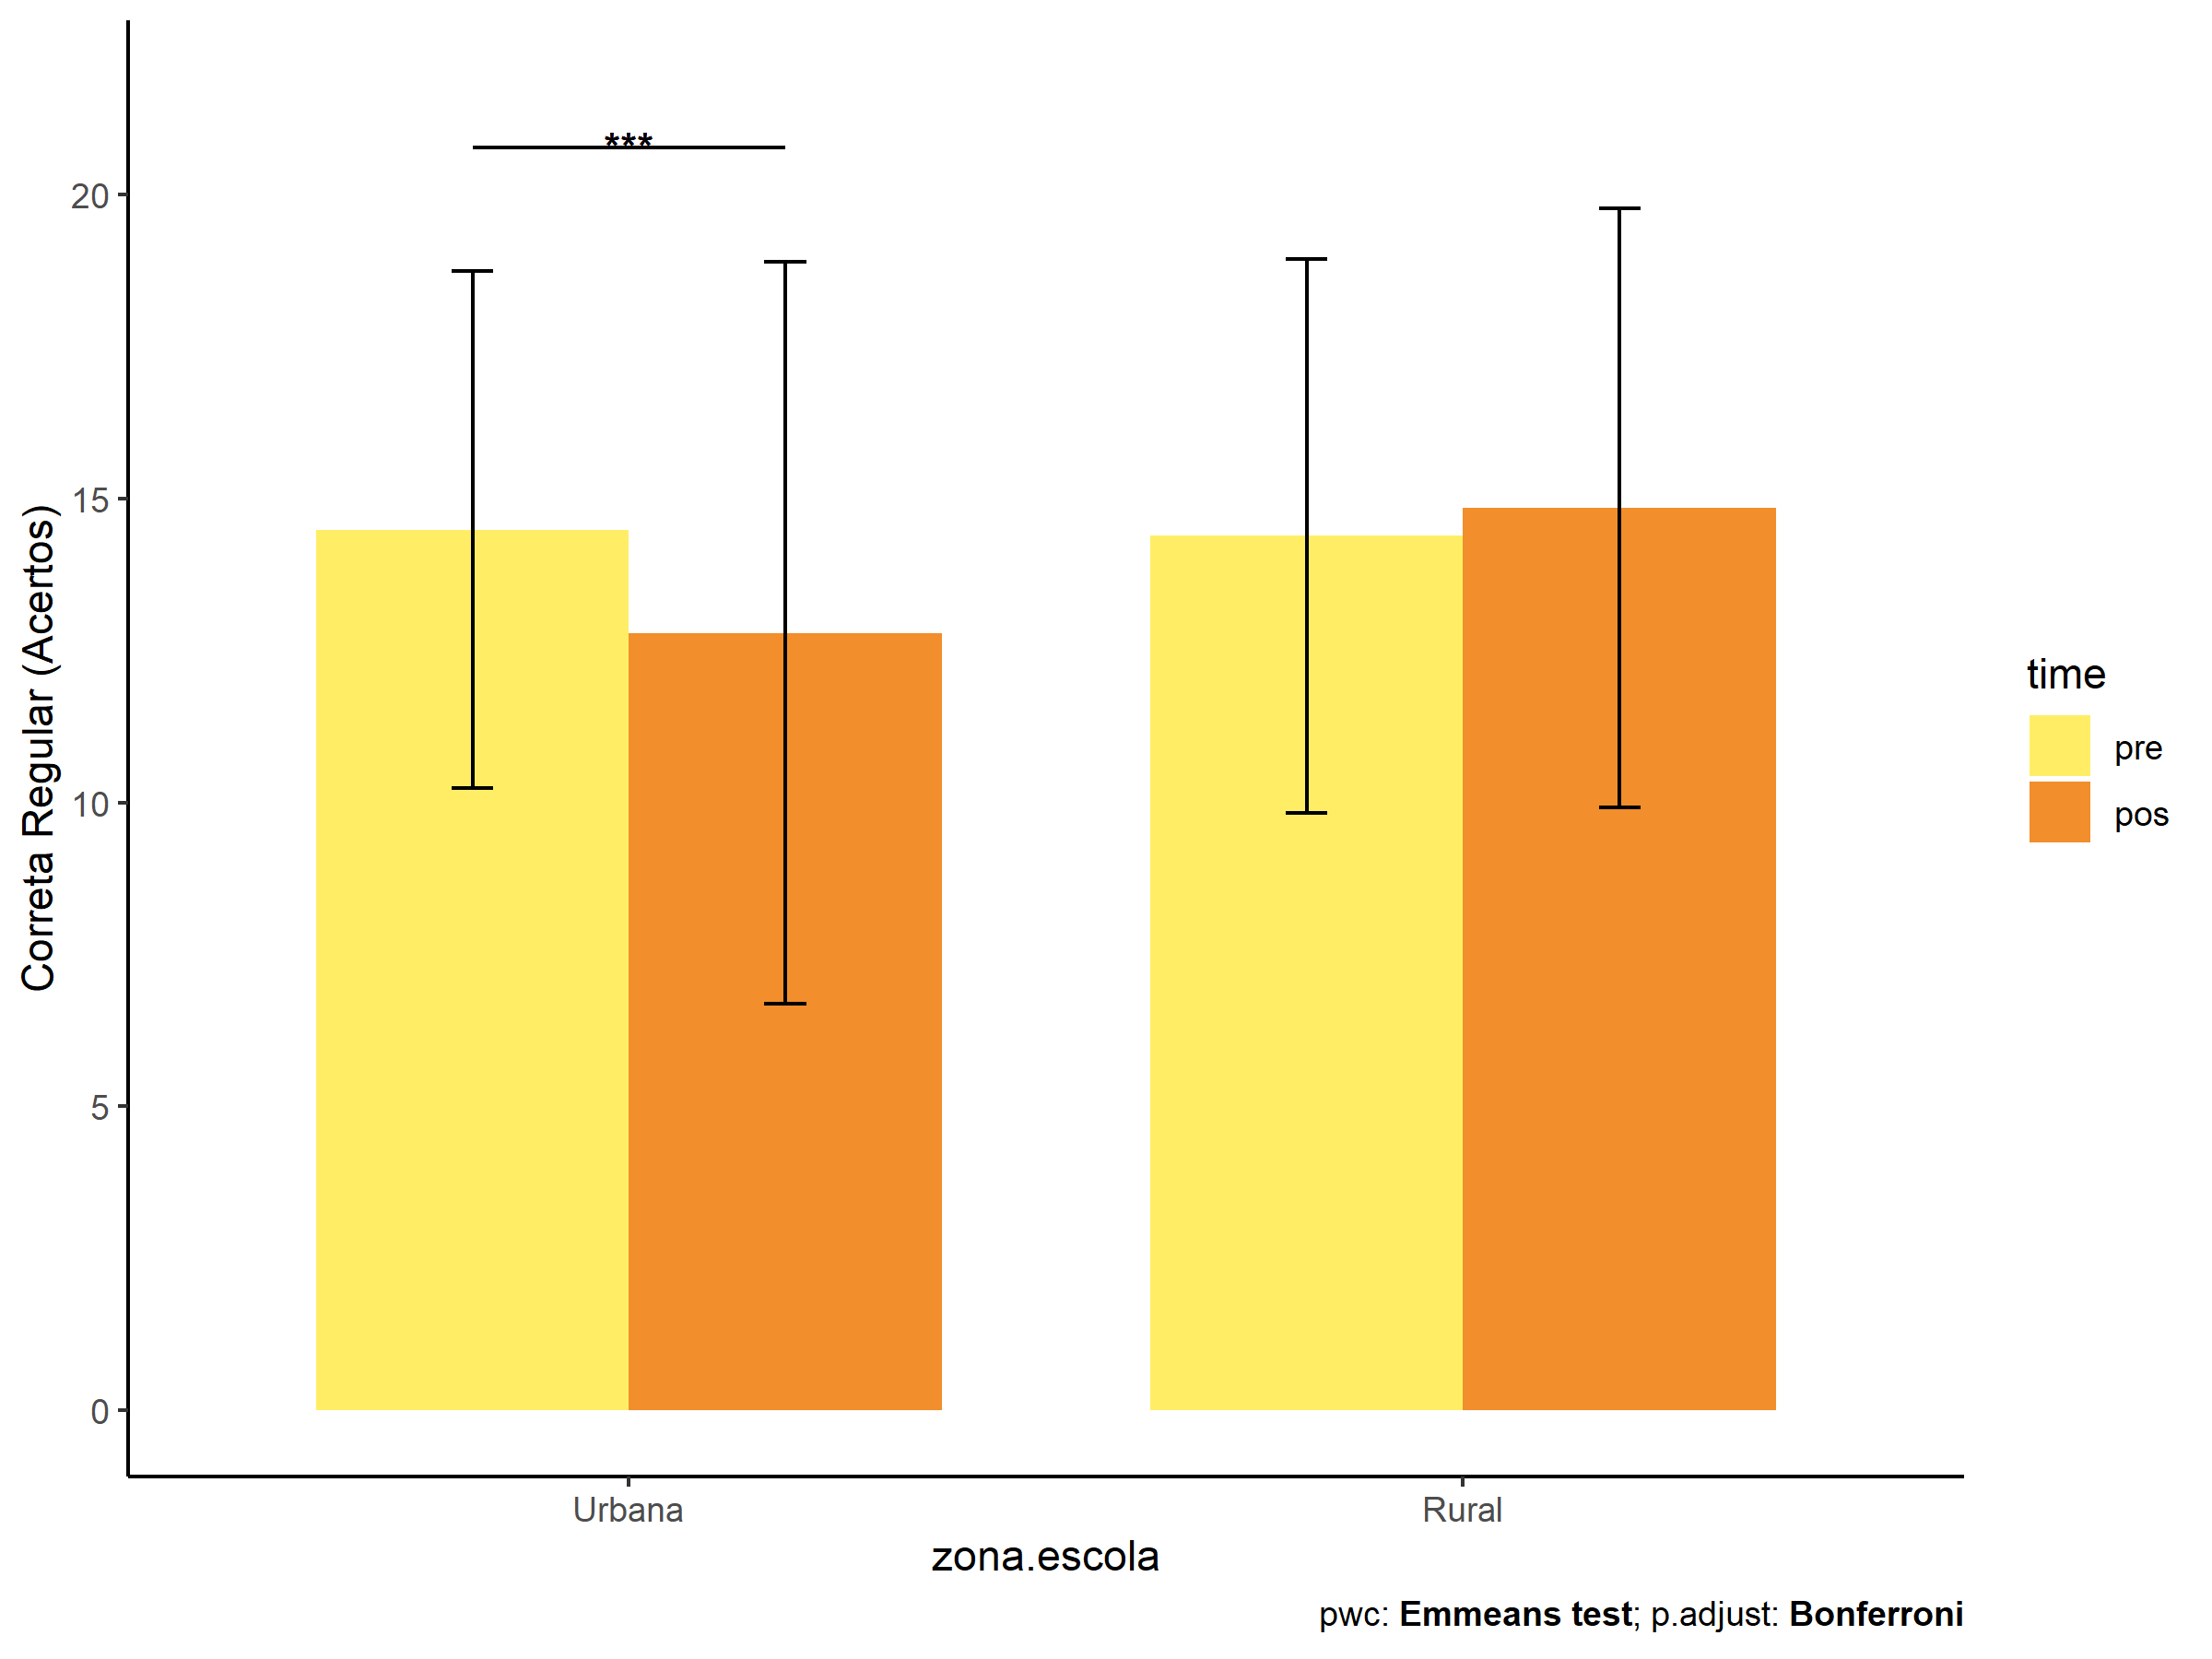 ***
20
15
10
5
0
Correta Regular (Acertos)
Urbana
Rural
zona.escola
time
pre
pos
pwc: Emmeans test; p.adjust: Bonferroni